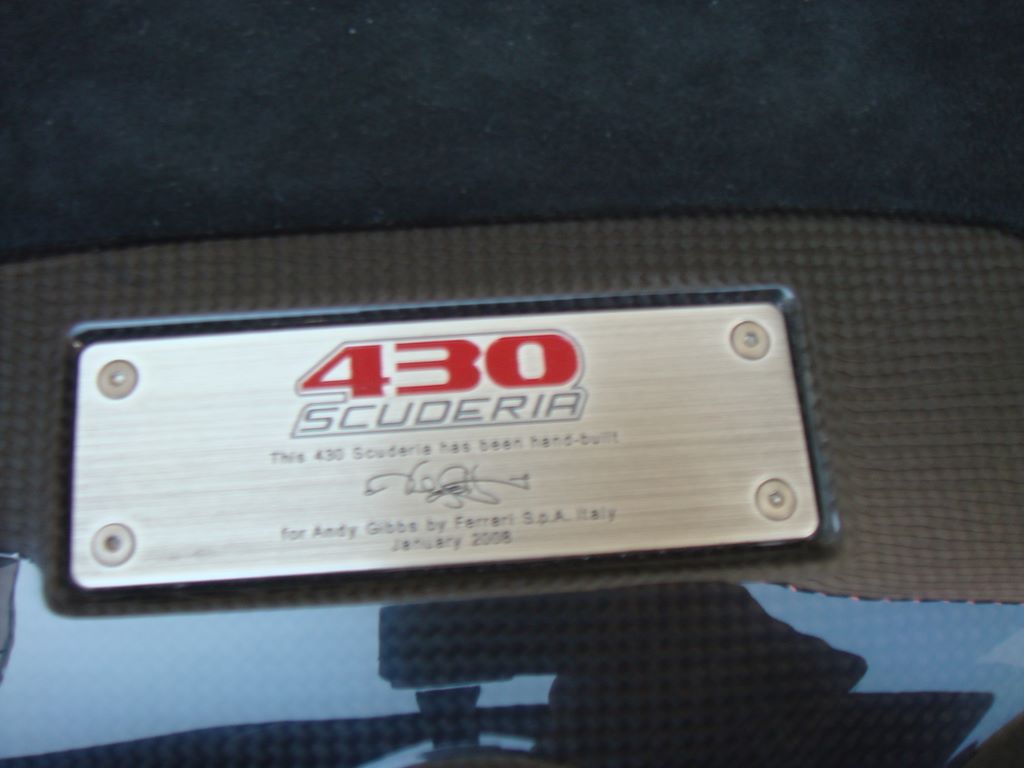 430
SCUDERIA
This 430 Scuderia has been hand-built
for Andy Gibbs by Ferrari S.p.A. Italy
January 2008